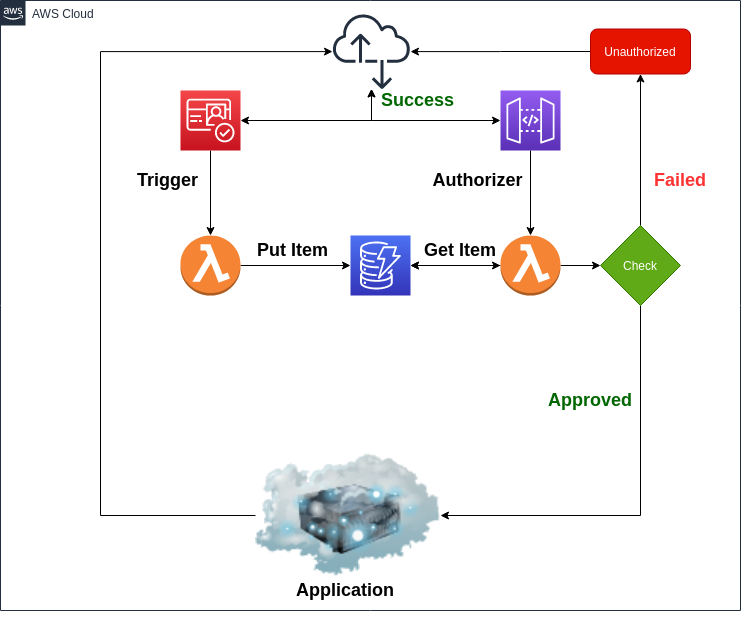 aws
AWS Cloud
Unauthorized
Success
Trigger
Authorizer
Failed
Put Item
Get Item
Check
Approved
Application